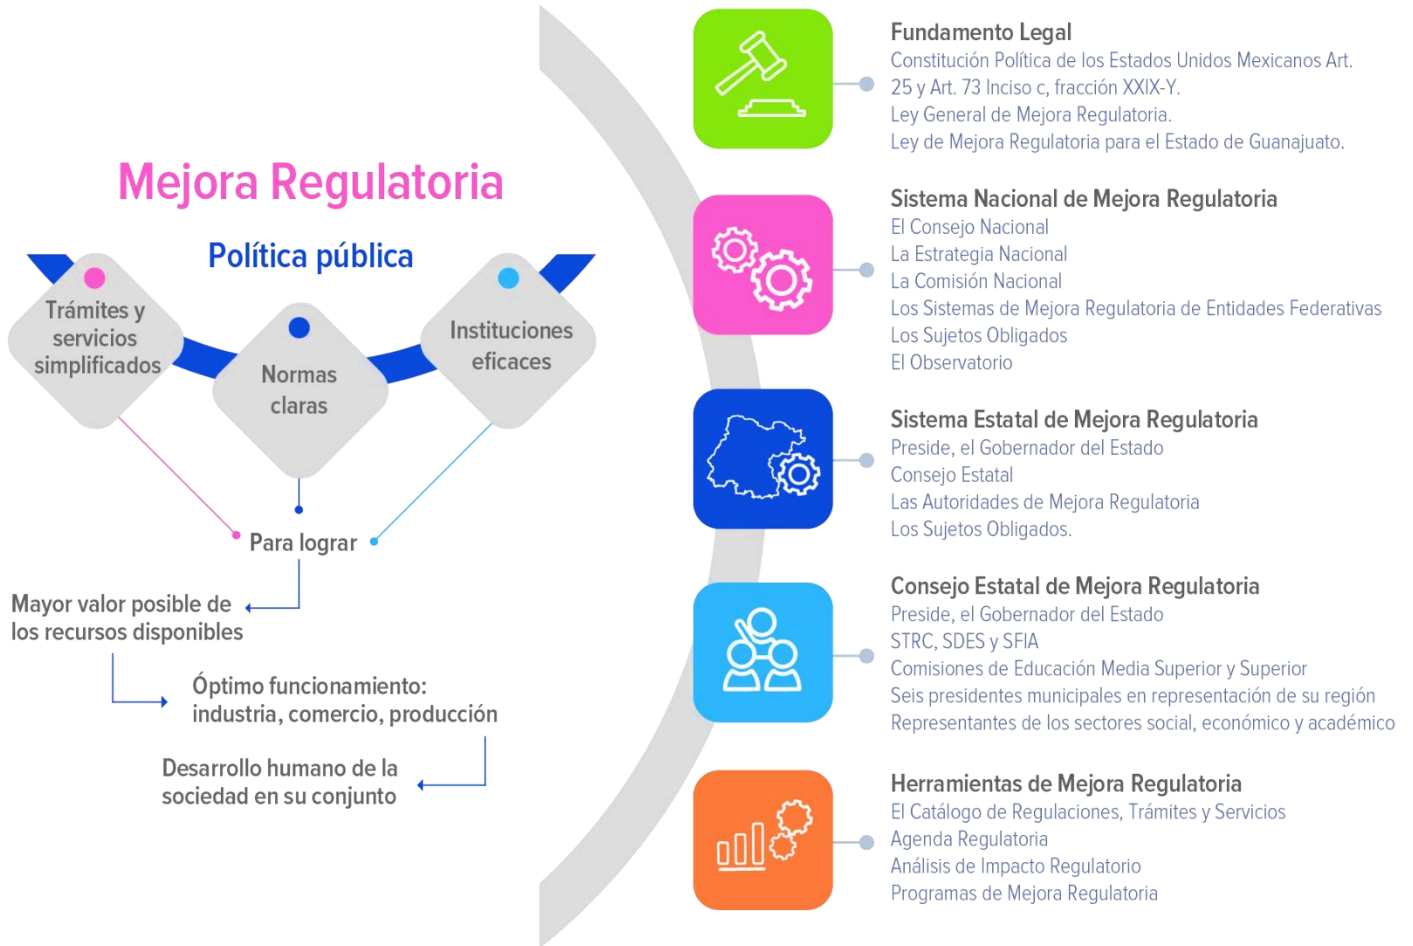 Mejora Regulatoria
Política pública
Trámites y
servicios
simplificados
Normas
claras
Instituciones
eficaces
Para lograr
Mayor valor posible de
los recursos disponibles
Óptimo funcionamiento:
industria, comercio, producción
Desarrollo humano de la
sociedad en su conjunto
Fundamento Legal
Constitución Política de los Estados Unidos Mexicanos Art.
25 y Art. 73 Inciso c, fracción XXIX-Y.
Ley General de Mejora Regulatoria.
Ley de Mejora Regulatoria para el Estado de Guanajuato.
Sistema Nacional de Mejora Regulatoria
El Consejo Nacional
La Estrategia Nacional
La Comisión Nacional
Los Sistemas de Mejora Regulatoria de Entidades Federativas
Los Sujetos Obligados
El Observatorio
Sistema Estatal de Mejora Regulatoria
Preside, el Gobernador del Estado
Consejo Estatal
Las Autoridades de Mejora Regulatoria
Los Sujetos Obligados.
Consejo Estatal de Mejora Regulatoria
Preside, el Gobernador del Estado
STRC, SDES y SFIA
Comisiones de Educación Media Superior y Superior
Seis presidentes municipales en representación de su región
Representantes de los sectores social, económico y académico
Herramientas de Mejora Regulatoria
El Catálogo de Regulaciones, Trámites y Servicios
Agenda Regulatoria
Análisis de Impacto Regulatorio
Programas de Mejora Regulatoria